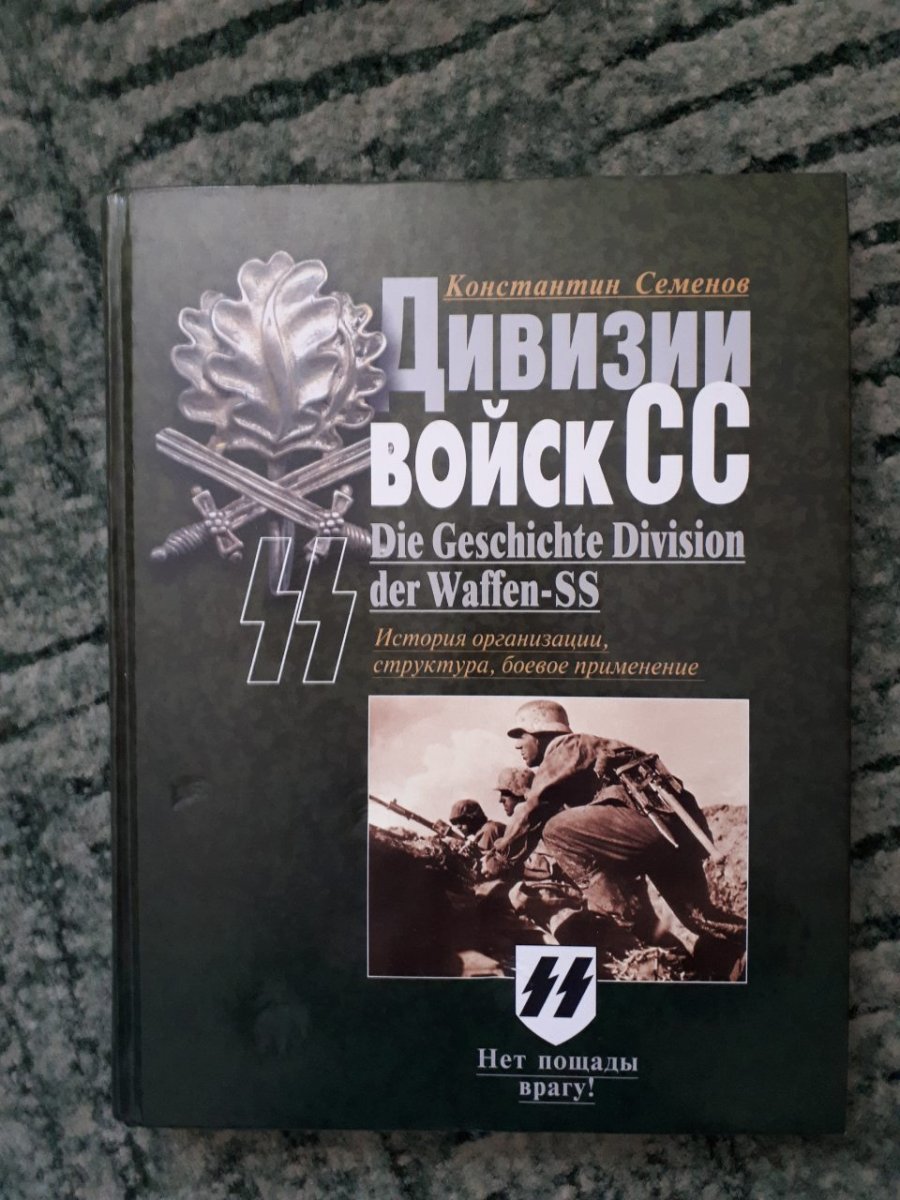 Константин Семенов
Дивизии
войск СС
Die Geschichte Division
der Waffen-SS
История организации,
структура, боевое применение
Нет пощады
врагу!